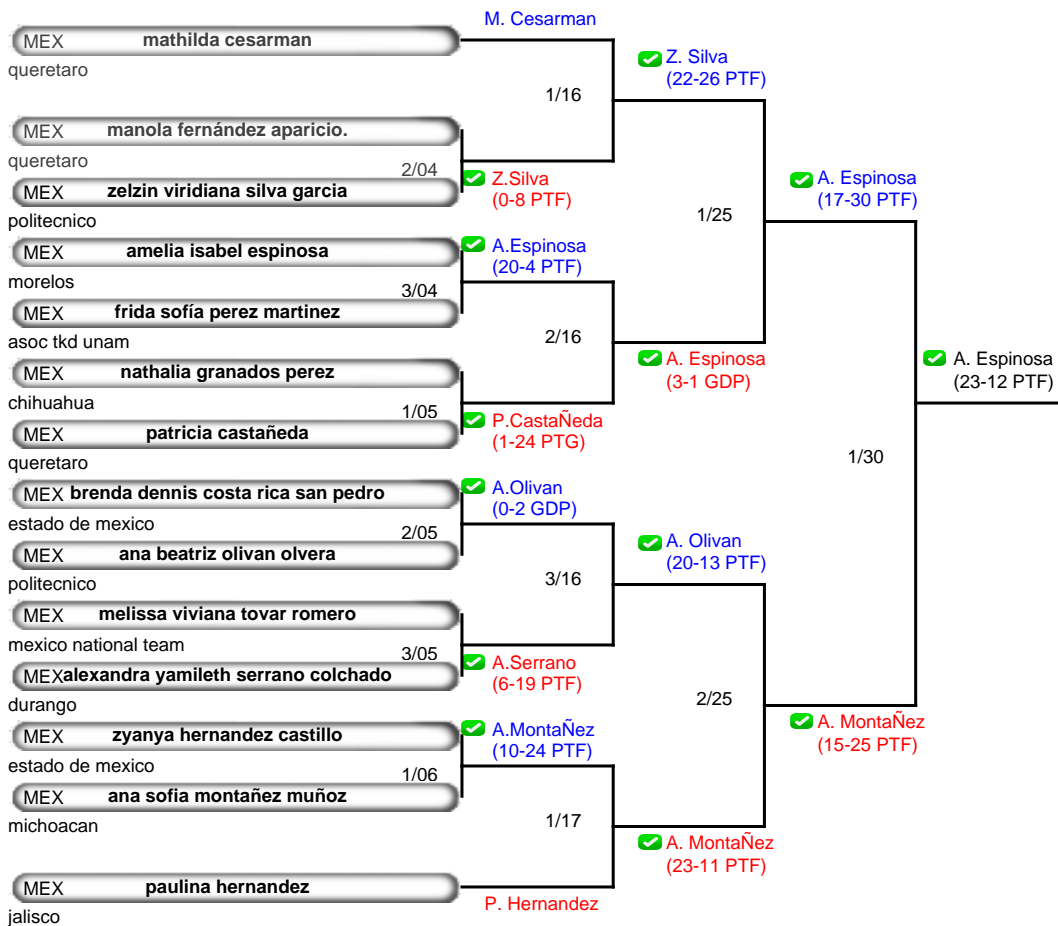 M. Cesarman
MEX mathilda cesarman
queretaro
Z. Silva
(22-26 PTF)
1/16
MEX manola fernández aparicio.
queretaro
2/04
Z.Silva
(0-8 PTF)
MEX zelzin viridiana silva garcia
politecnico
A. Espinosa
(17-30 PTF)
1/25
MEX amelia isabel espinosa
morelos
A.Espinosa
(20-4 PTF)
3/04
MEX frida sofía perez martinez
asoc tkd unam
2/16
A. Espinosa
(3-1 GDP)
A. Espinosa
(23-12 PTF)
MEX nathalia granados perez
chihuahua
1/05
P.CastaÑeda
(1-24 PTG)
MEX patricia castañeda
queretaro
1/30
MEX brenda dennis costa rica san pedro
estado de mexico
A.Olivan
(0-2 GDP)
2/05
MEX ana beatriz olivan olvera
politecnico
A. Olivan
(20-13 PTF)
3/16
MEX melissa viviana tovar romero
mexico national team
3/05
A.Serrano
(6-19 PTF)
MEX alexandra yamileth serrano colchado
durango
2/25
A. MontaÑez
(15-25 PTF)
MEX zyanya hernandez castillo
estado de mexico
A.MontaÑez
(10-24 PTF)
1/06
MEX ana sofia montañez muñoz
michoacan
1/17
A. MontaÑez
(23-11 PTF)
MEX paulina hernandez
jalisco
P. Hernandez